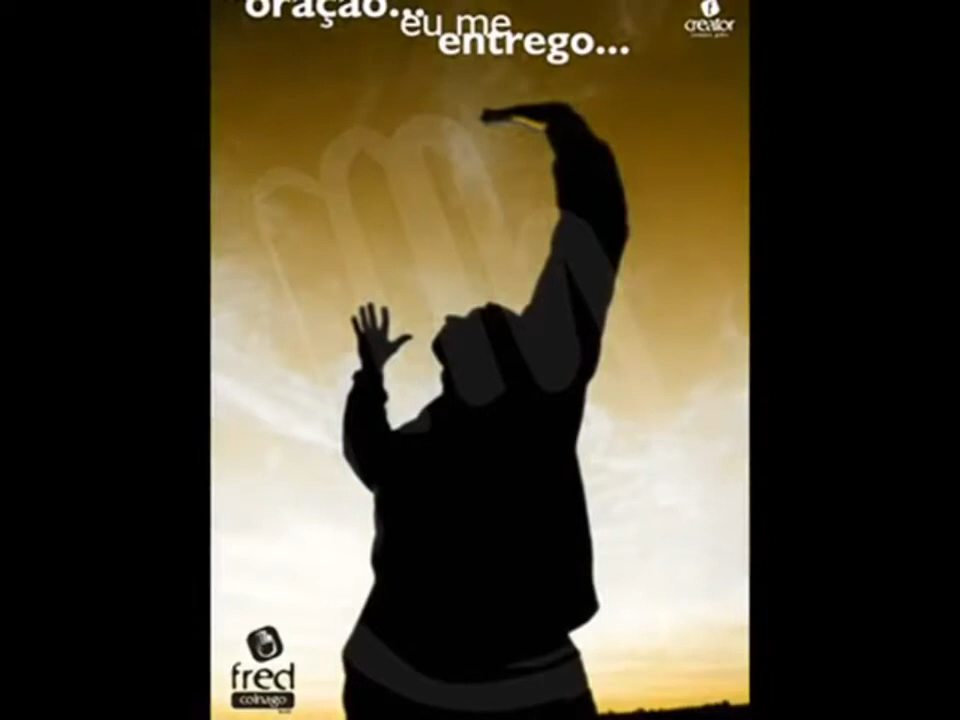 oração...
eu me
entrego...
creator
fred
colnago